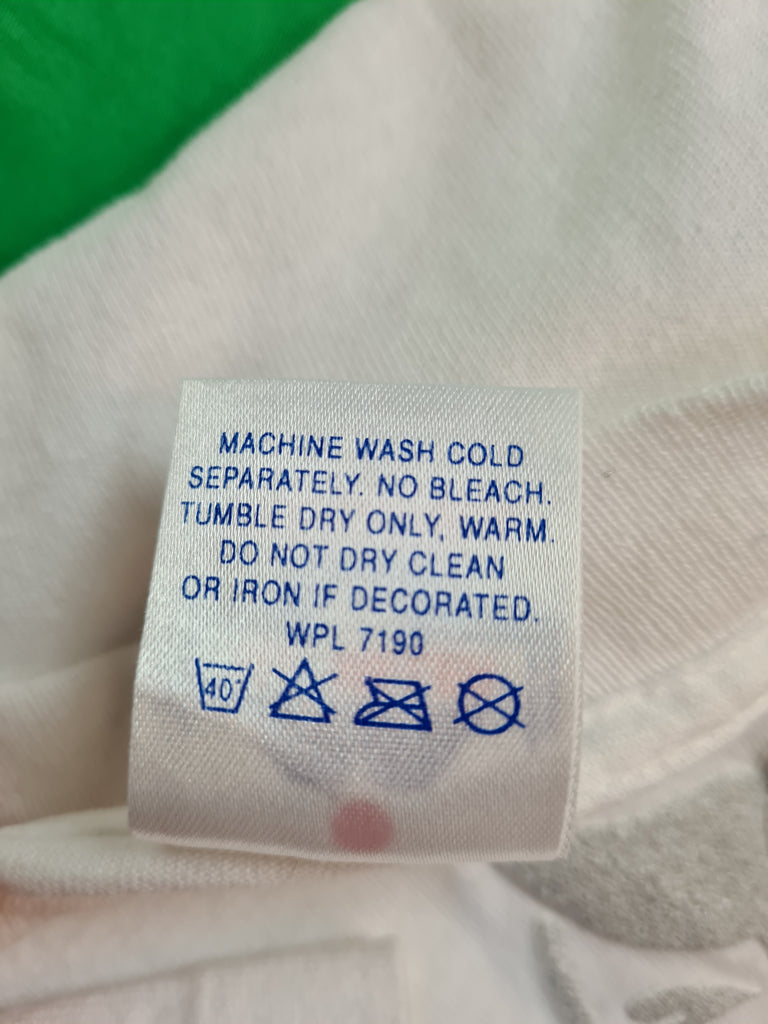 MACHINE WASH COLD
SEPARATELY. NO BLEACH.
TUMBLE DRY ONLY, WARM.
DO NOT DRY CLEAN
OR IRON IF DECORATED.
WPL 7190
40°